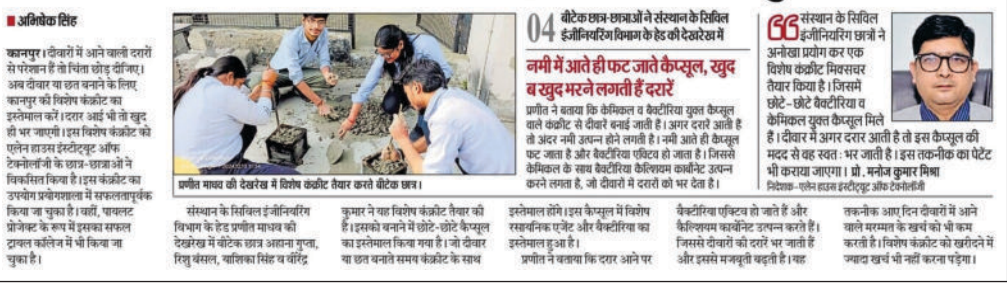 अभिषेक सिंह
कानपुर। दीवारों में आने वाली दरारों
से परेशान हैं तो चिंता छोड़ दीजिए।
अब दीवार या छत बनाने के लिए
कानपुर की विशेष कंक्रीट का
इस्तेमाल करें। दरार आई भी तो खुद
ही भर जाएगी। इस विशेष कंक्रीट को
एलेन हाउस इंस्टीट्यूट ऑफ
टेक्नोलॉजी के छात्र-छात्राओं ने
विकसित किया है। इस कंक्रीट का
उपयोग प्रयोगशाला में सफलतापूर्वक
किया जा चुका है। वहीं, पायलट
प्रोजेक्ट के रूप में इसका सफल
ट्रायल कॉलेज में भी किया जा
चुका है।
प्रणीत माधव की देखरेख में विशेष कंक्रीट तैयार करते बीटेक छात्र।
संस्थान के सिविल इंजीनियरिंग
विभाग के हेड प्रणीत माधव की
देखरेख में बीटेक छात्र अहाना गुप्ता,
रिशु बंसल, याशिका सिंह व वीरेंद्र
कुमार ने यह विशेष कंक्रीट तैयार की
है। इसको बनाने में छोटे-छोटे कैप्सूल
का इस्तेमाल किया गया है। जो दीवार
या छत बनाते समय कंक्रीट के साथ
04 बीटेक छात्र-छात्राओं ने संस्थान के सिविल
इंजीनियरिंग विभाग के हेड की देखरेख में
नमी में आते ही फट जाते कैप्सूल, खुद
ब खुद भरने लगती हैं दरारें
प्रणीत ने बताया कि केमिकल व बैक्टीरिया युक्त कैप्सूल
वाले कंक्रीट से दीवारें बनाई जाती है। अगर दरारें आती है
तो अंदर नमी उत्पन्न होने लगती है। नमी आते ही कैप्सूल
फट जाता है और बैक्टीरिया एक्टिव हो जाता है। जिससे
केमिकल के साथ बैक्टीरिया कैल्शियम कार्बोनेट उत्पन्न
करने लगता है, जो दीवारों में दरारों को भर देता है।
इस्तेमाल होंगे। इस कैप्सूल में विशेष
रसायनिक एजेंट और बैक्टीरिया का
इस्तेमाल हुआ है।
प्रणीत ने बताया कि दरार आने पर
बैक्टीरिया एक्टिव हो जाते हैं और
कैल्शियम कार्बोनेट उत्पन्न करते हैं।
जिससे दीवारों की दरारें भर जाती हैं
और इससे मजबूती बढ़ती है। यह
संस्थान के सिविल
इंजीनियरिंग छात्रों ने
अनोखा प्रयोग कर एक
विशेष कंक्रीट मिक्सचर
तैयार किया है। जिसमें
छोटे-छोटे बैक्टीरिया व
केमिकल युक्त कैप्सूल मिले
हैं। दीवार में अगर दरार आती है तो इस कैप्सूल की
मदद से वह स्वत: भर जाती है। इस तकनीक का पेटेंट
भी कराया जाएगा। प्रो. मनोज कुमार मिश्रा
निदेशक-एलेन हाउस इंस्टीट्यूट ऑफ टेक्नोलॉजी
तकनीक आए दिन दीवारों में आने
वाले मरम्मत के खर्च को भी कम
करती है। विशेष कंक्रीट को खरीदने में
ज्यादा खर्च भी नहीं करना पड़ेगा।